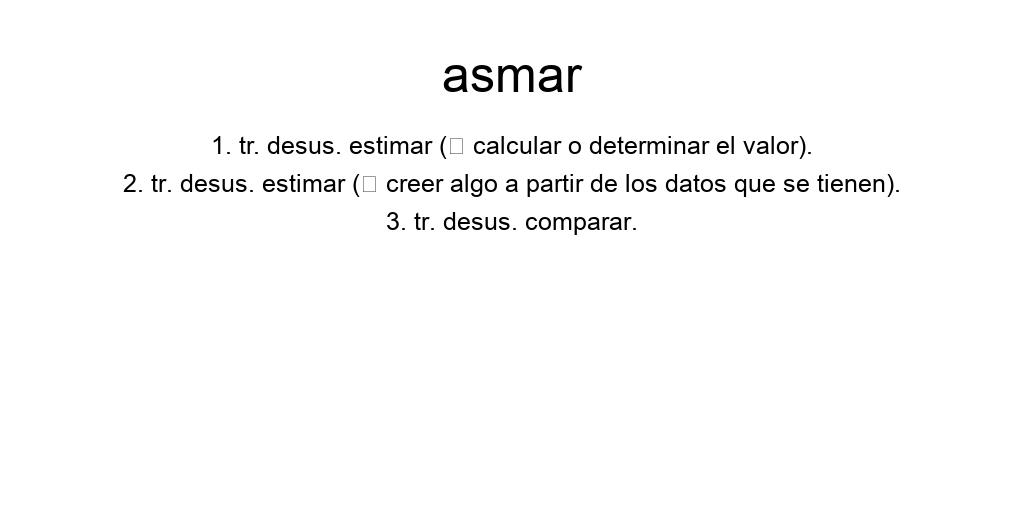 asmar
1. tr. desus. estimar (□ calcular o determinar el valor).
2. tr. desus. estimar (□ creer algo a partir de los datos que se tienen).
3. tr. desus. comparar.